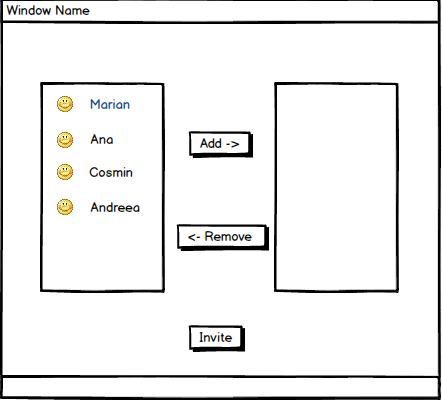 Window Name
Marian
Ana
Cosmin
Andreea
Add ->
<- Remove
Invite